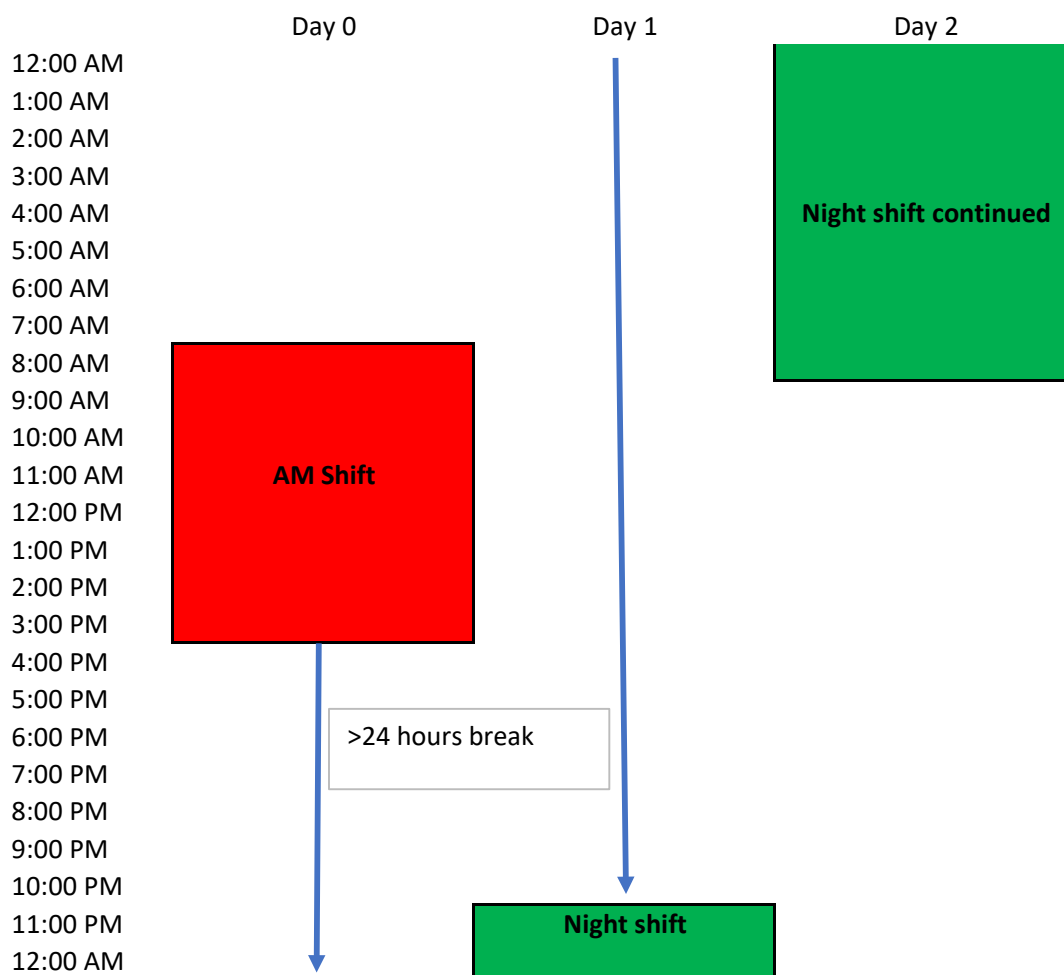 Day 0 Day 1 Day 2
12:00 AM
1:00 AM
2:00 AM
3:00 AM
4:00 AM Night shift continued
5:00 AM
6:00 AM
7:00 AM
8:00 AM
9:00 AM
10:00 AM
11:00 AM AM Shift
12:00 PM
1:00 PM
2:00 PM
3:00 PM
4:00 PM
5:00 PM
6:00 PM >24 hours break
7:00 PM
8:00 PM
9:00 PM
10:00 PM
11:00 PM Night shift
12:00 AM